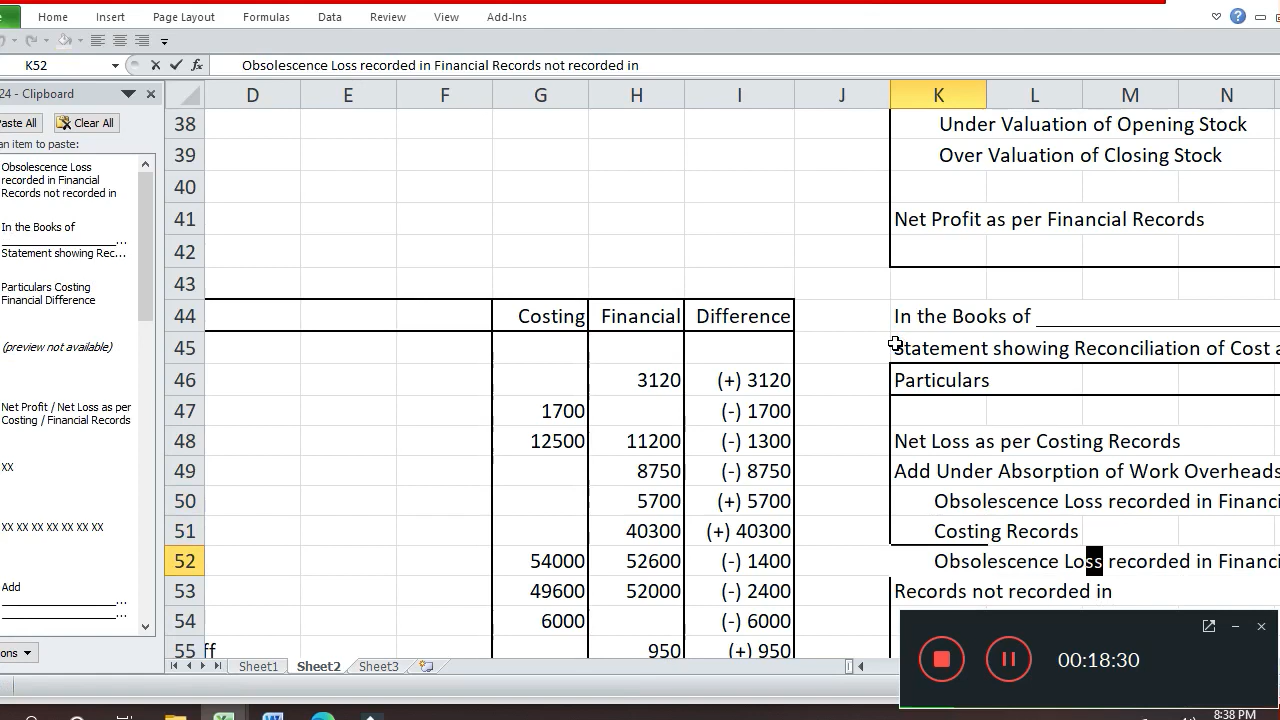 Home Insert Page Layout Formulas Data Review View Add-Ins
K52 fx Obsolescence Loss recorded in Financial Records not recorded in
24 - Clipboard
Paste All Clear All
an item to paste:
Obsolescence Loss
recorded in Financial
Records not recorded in
In the Books of
____________________...
Statement showing Rec...
Particulars Costing
Financial Difference
(preview not available)
Net Profit / Net Loss as per
Costing / Financial Records
XX
XX XX XX XX XX XX XX
Add
____________________...
____________________...
ons
D E F G H I J K L M N
38 Under Valuation of Opening Stock
39 Over Valuation of Closing Stock
40
41 Net Profit as per Financial Records
42
43
44 Costing Financial Difference In the Books of ____________________
45 Statement showing Reconciliation of Cost a
46 3120 (+) 3120 Particulars
47 1700 (-) 1700
48 12500 11200 (-) 1300 Net Loss as per Costing Records
49 8750 (-) 8750 Add Under Absorption of Work Overheads
50 5700 (+) 5700 Obsolescence Loss recorded in Financi
51 40300 (+) 40300 Costing Records
52 54000 52600 (-) 1400 Obsolescence Loss recorded in Financi
53 49600 52000 (-) 2400 Records not recorded in
54 6000 (-) 6000
55 ff 950 (+) 950
Sheet1 Sheet2 Sheet3
00:18:30
8:38 PM